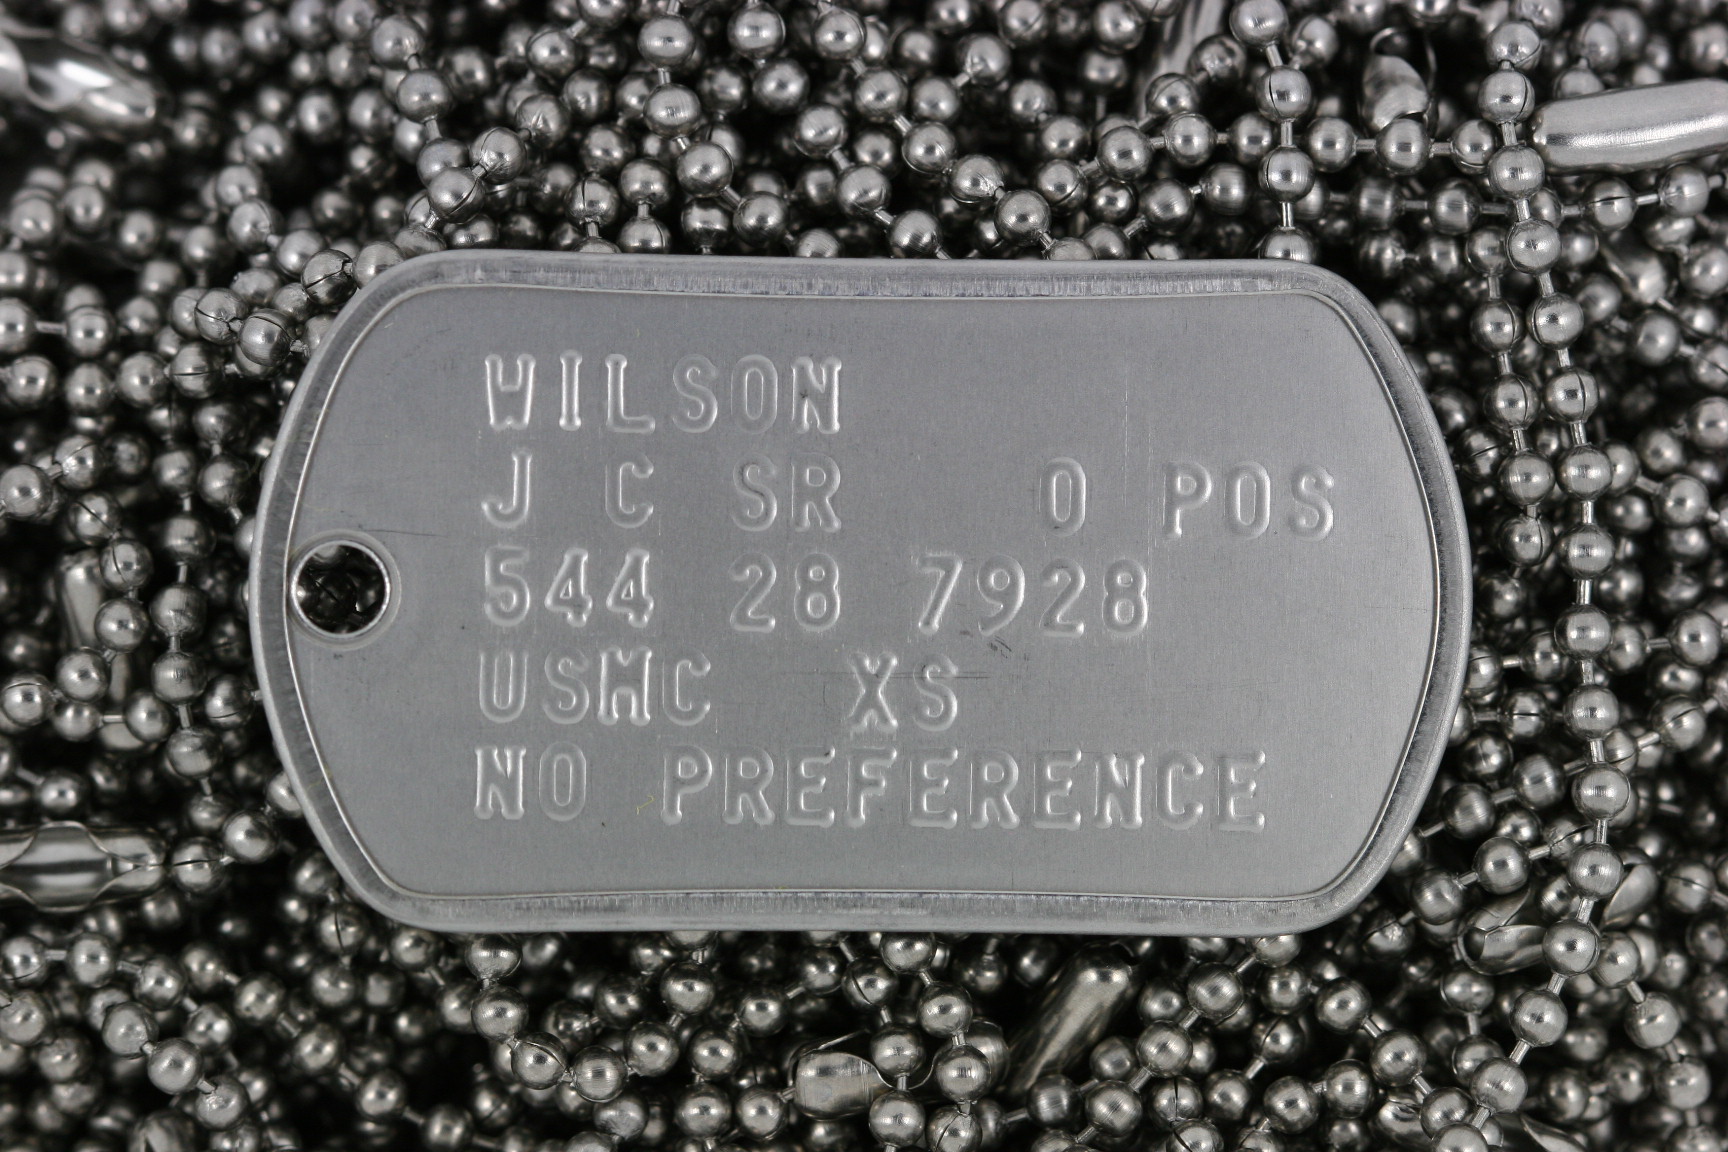 WILSON
J C SR O POS
544 28 7928
USMC XS
NO PREFERENCE